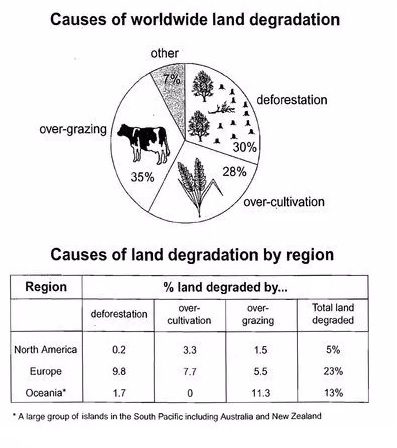 Causes of worldwide land degradation
other
7%
deforestation
over-grazing
30%
35%
28%
over-cultivation
Causes of land degradation by region
Region % land degraded by...
deforestation over-cultivation over-grazing Total land degraded
North America 0.2 3.3 1.5 5%
Europe 9.8 7.7 5.5 23%
Oceania* 1.7 0 11.3 13%
* A large group of islands in the South Pacific including Australia and New Zealand